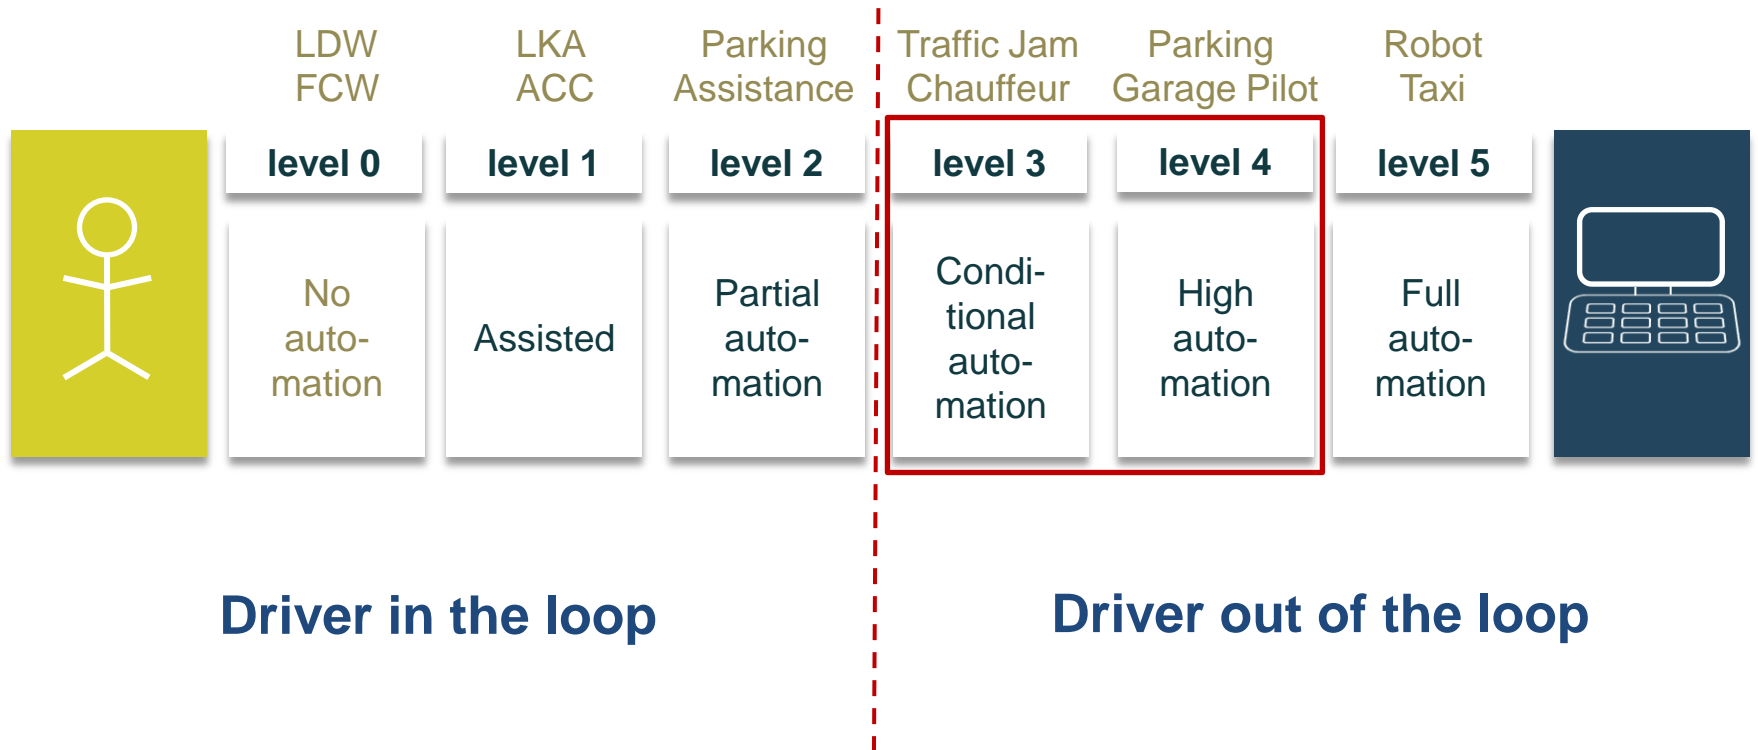 LDW
FCW
LKA
ACC
Parking
Assistance
Traffic Jam
Chauffeur
Parking
Garage Pilot
Robot
Taxi
level 0
level 1
level 2
level 3
level 4
level 5
No
auto-
mation
Assisted
Partial
auto-
mation
Condi-
tional
auto-
mation
High
auto-
mation
Full
auto-
mation
Driver in the loop
Driver out of the loop